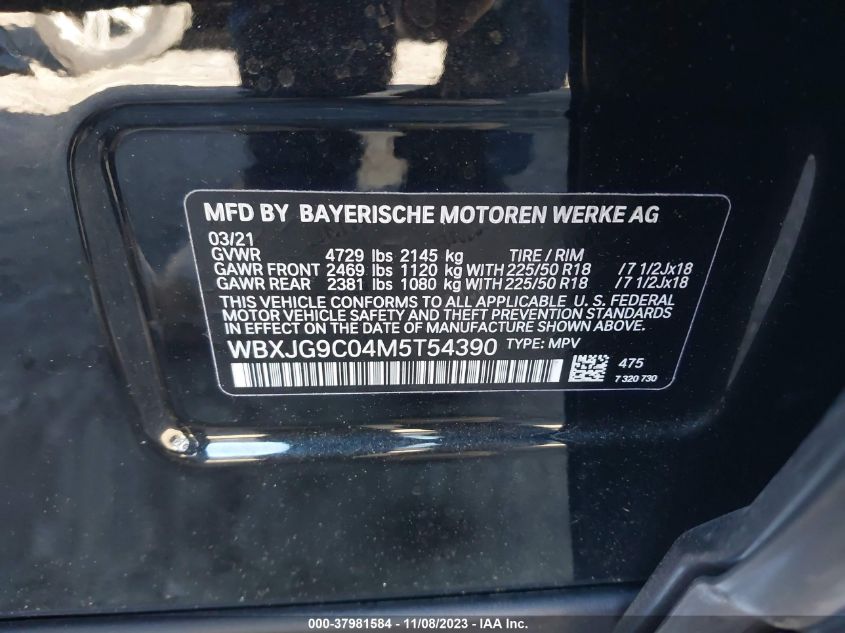 MFD BY BAYERISCHE MOTOREN WERKE AG
03/21
GVWR 4729 lbs 2145 kg TIRE / RIM
GAWR FRONT 2469 lbs 1120 kg WITH 225/50 R18 /7 1/2Jx18
GAWR REAR 2381 lbs 1080 kg WITH 225/50 R18 /7 1/2Jx18
THIS VEHICLE CONFORMS TO ALL APPLICABLE U. S. FEDERAL
MOTOR VEHICLE SAFETY AND THEFT PREVENTION STANDARDS
IN EFFECT ON THE DATE OF MANUFACTURE SHOWN ABOVE.
WBXJG9C04M5T54390 TYPE: MPV
475
7 320 730
000-37981584 - 11/08/2023 - IAA Inc.